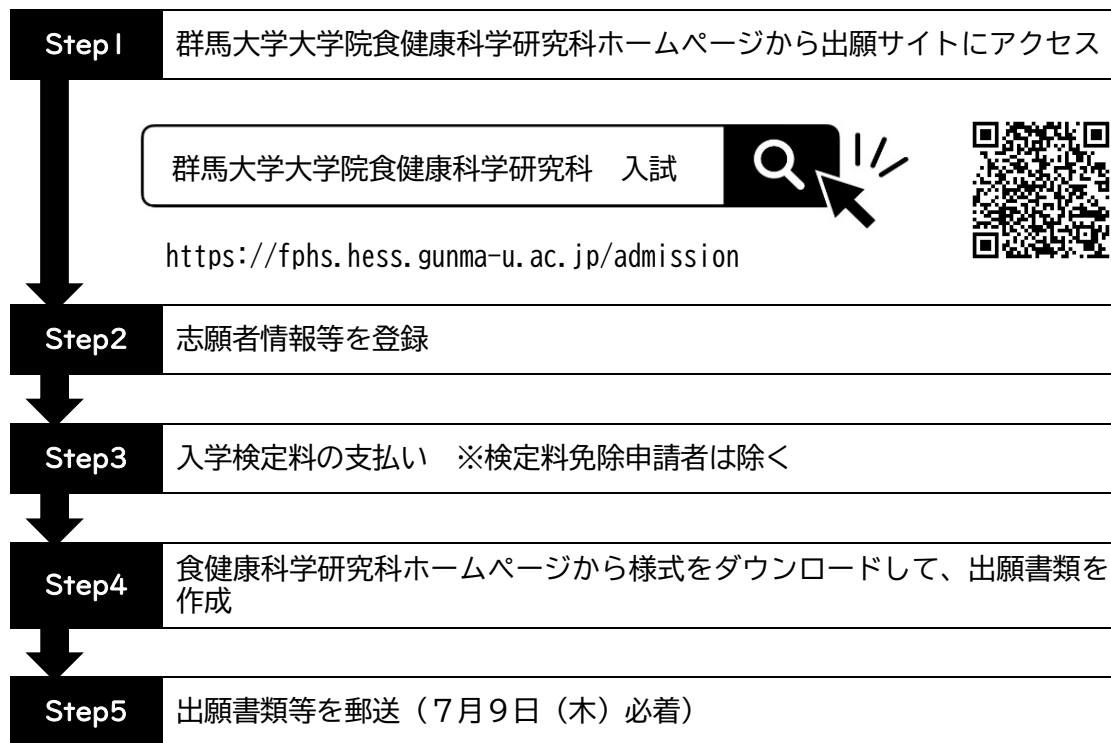 Step1 群馬大学大学院食健康科学研究科ホームページから出願サイトにアクセス
群馬大学大学院食健康科学研究科　入試
https://fphs.hess.gunma-u.ac.jp/admission
Step2 志願者情報等を登録
Step3 入学検定料の支払い　※検定料免除申請者は除く
Step4 食健康科学研究科ホームページから様式をダウンロードして、出願書類を
作成
Step5 出願書類等を郵送（７月９日（木）必着）